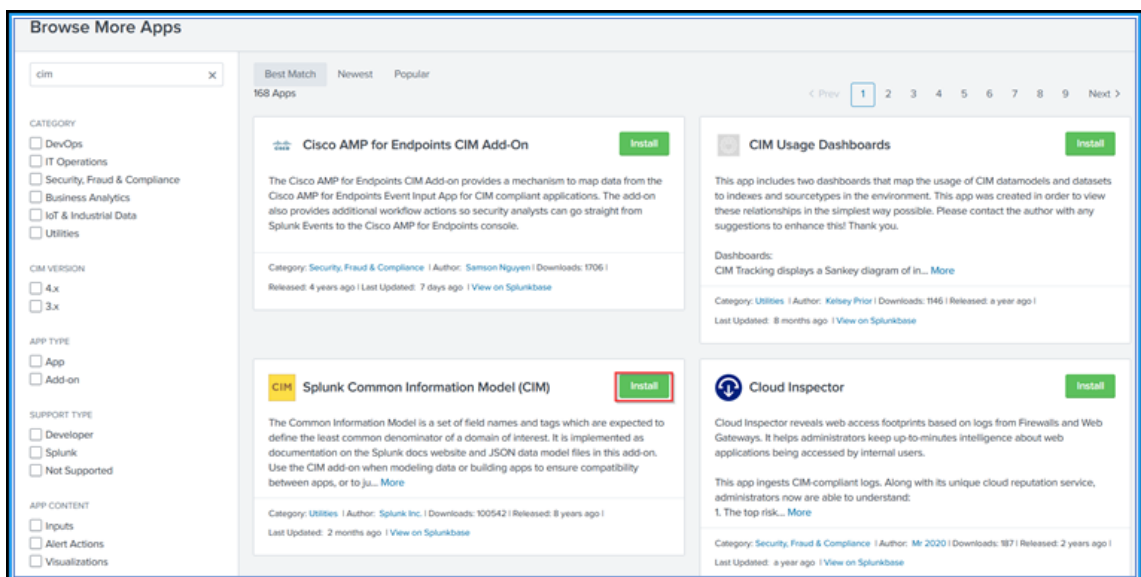 Browse More Apps
cim
Best Match Newest Popular
168 Apps
< Prev 1 2 3 4 5 6 7 8 9 Next >
CATEGORY
DevOps
IT Operations
Security, Fraud & Compliance
Business Analytics
IoT & Industrial Data
Utilities
CIM VERSION
4.x
3.x
APP TYPE
App
Add-on
SUPPORT TYPE
Developer
Splunk
Not Supported
APP CONTENT
Inputs
Alert Actions
Visualizations
Cisco AMP for Endpoints CIM Add-On
Install
The Cisco AMP for Endpoints CIM Add-on provides a mechanism to map data from the
Cisco AMP for Endpoints Event Input App for CIM compliant applications. The add-on
also provides additional workflow actions so security analysts can go straight from
Splunk Events to the Cisco AMP for Endpoints console.
Category: Security, Fraud & Compliance | Author: Samson Nguyen | Downloads: 1706 |
Released: 4 years ago | Last Updated: 7 days ago | View on Splunkbase
CIM Usage Dashboards
Install
This app includes two dashboards that map the usage of CIM datamodels and datasets
to indexes and sourcetypes in the environment. This app was created in order to view
these relationships in the simplest way possible. Please contact the author with any
suggestions to enhance this! Thank you.
Dashboards:
CIM Tracking displays a Sankey diagram of in... More
Category: Utilities | Author: Kelsey Prior | Downloads: 1146 | Released: a year ago |
Last Updated: 8 months ago | View on Splunkbase
CIM
Splunk Common Information Model (CIM)
Install
The Common Information Model is a set of field names and tags which are expected to
define the least common denominator of a domain of interest. It is implemented as
documentation on the Splunk docs website and JSON data model files in this add-on.
Use the CIM add-on when modeling data or building apps to ensure compatibility
between apps, or to ju... More
Category: Utilities | Author: Splunk Inc. | Downloads: 100542 | Released: 8 years ago |
Last Updated: 2 months ago | View on Splunkbase
Cloud Inspector
Install
Cloud Inspector reveals web access footprints based on logs from Firewalls and Web
Gateways. It helps administrators keep up-to-minutes intelligence about web
applications being accessed by internal users.
This app ingests CIM-compliant logs. Along with its unique cloud reputation service,
administrators now are able to understand:
1. The top risk... More
Category: Security, Fraud & Compliance | Author: Mr 2020 | Downloads: 187 | Released: 2 years ago |
Last Updated: a year ago | View on Splunkbase